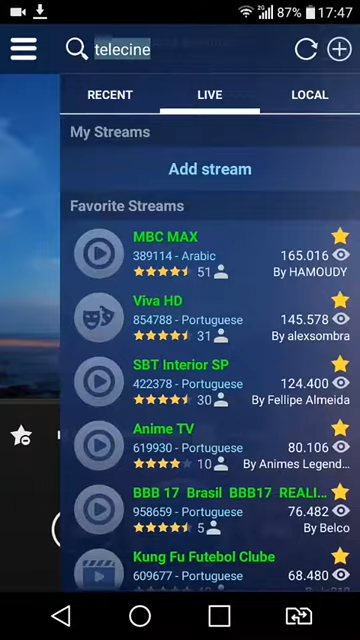 2G 87% 17:47
telecine
RECENT LIVE LOCAL
My Streams
Add stream
Favorite Streams
MBC MAX
389114 - Arabic 165.016
51 By HAMOUDY
Viva HD
854788 - Portuguese 145.578
31 By alexsombra
SBT Interior SP
422378 - Portuguese 124.400
30 By Fellipe Almeida
Anime TV
619930 - Portuguese 80.106
10 By Animes Legend...
BBB 17 Brasil BBB17 REALI...
958659 - Portuguese 76.482
5 By Belco
Kung Fu Futebol Clube
609677 - Portuguese 68.480